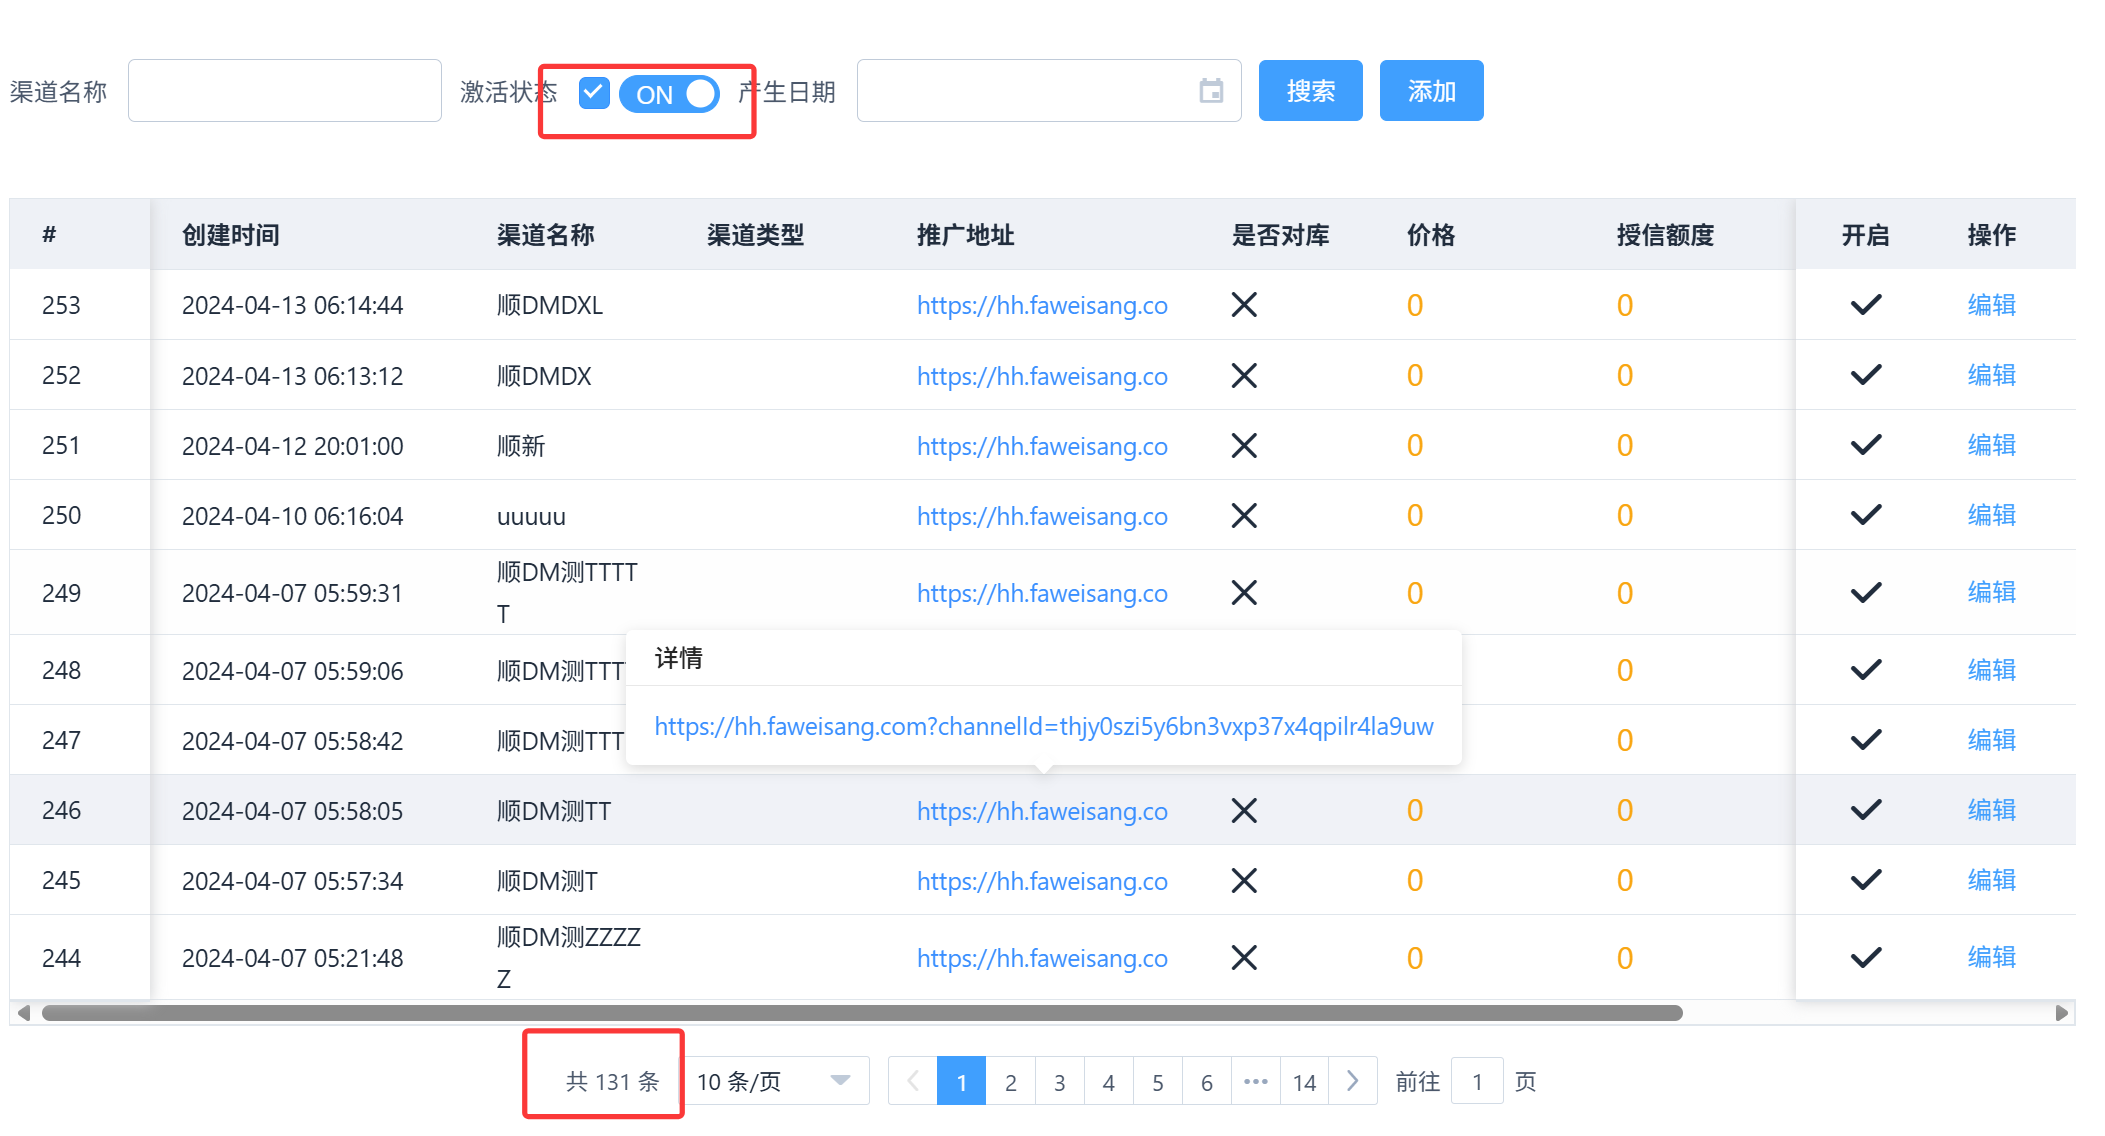 渠道名称 激活状态 ON 产生日期 搜索 添加
# 创建时间 渠道名称 渠道类型 推广地址 是否对库 价格 授信额度 开启 操作
253 2024-04-13 06:14:44 顺DMDXL https://hh.faweisang.co 0 0 编辑
252 2024-04-13 06:13:12 顺DMDX https://hh.faweisang.co 0 0 编辑
251 2024-04-12 20:01:00 顺新 https://hh.faweisang.co 0 0 编辑
250 2024-04-10 06:16:04 uuuuu https://hh.faweisang.co 0 0 编辑
249 2024-04-07 05:59:31 顺DM测TTTT https://hh.faweisang.co 0 0 编辑
T
248 2024-04-07 05:59:06 顺DM测TTT 0 编辑
详情
247 2024-04-07 05:58:42 顺DM测TTT 0 编辑
https://hh.faweisang.com?channelId=thjy0szi5y6bn3vxp37x4qpilr4la9uw
246 2024-04-07 05:58:05 顺DM测TT https://hh.faweisang.co 0 0 编辑
245 2024-04-07 05:57:34 顺DM测T https://hh.faweisang.co 0 0 编辑
244 2024-04-07 05:21:48 顺DM测ZZZZ https://hh.faweisang.co 0 0 编辑
Z
共 131 条 10 条/页 1 2 3 4 5 6 ••• 14 前往 1 页